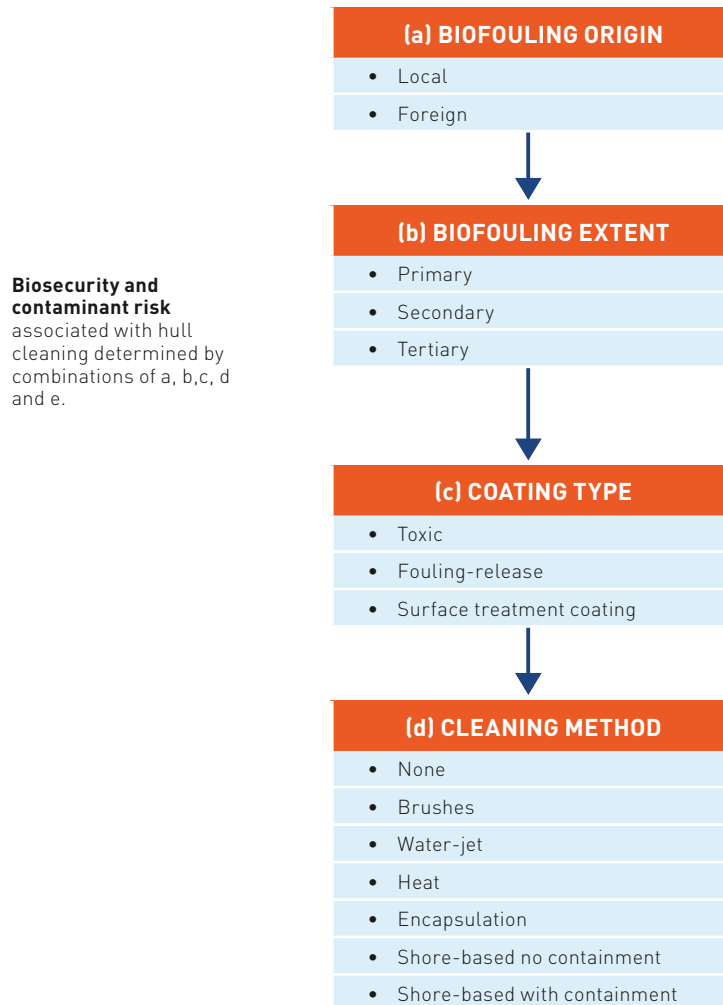 (a) BIOFOULING ORIGIN
• Local
• Foreign
(b) BIOFOULING EXTENT
• Primary
• Secondary
• Tertiary
Biosecurity and
contaminant risk
associated with hull
cleaning determined by
combinations of a, b,c, d
and e.
(c) COATING TYPE
• Toxic
• Fouling-release
• Surface treatment coating
(d) CLEANING METHOD
• None
• Brushes
• Water-jet
• Heat
• Encapsulation
• Shore-based no containment
• Shore-based with containment